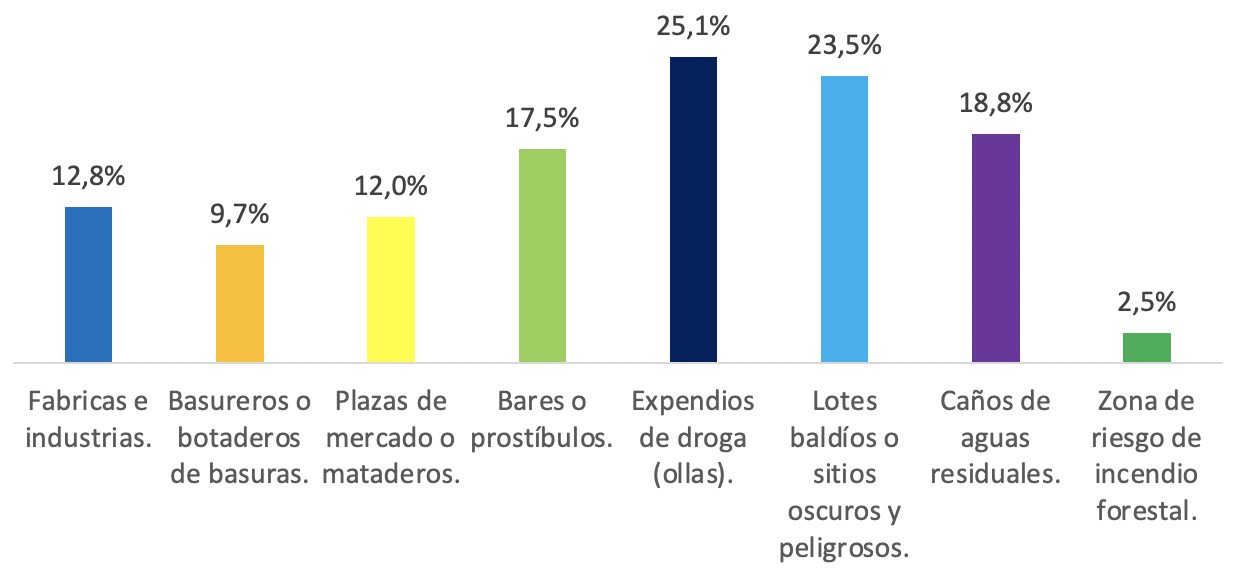 12,8%
9,7%
12,0%
17,5%
25,1%
23,5%
18,8%
2,5%
Fabricas e
industrias.
Basureros o
botaderos
de basuras.
Plazas de
mercado o
mataderos.
Bares o
prostíbulos.
Expendios
de droga
(ollas).
Lotes
baldíos o
sitios
oscuros y
peligrosos.
Caños de
aguas
residuales.
Zona de
riesgo de
incendio
forestal.